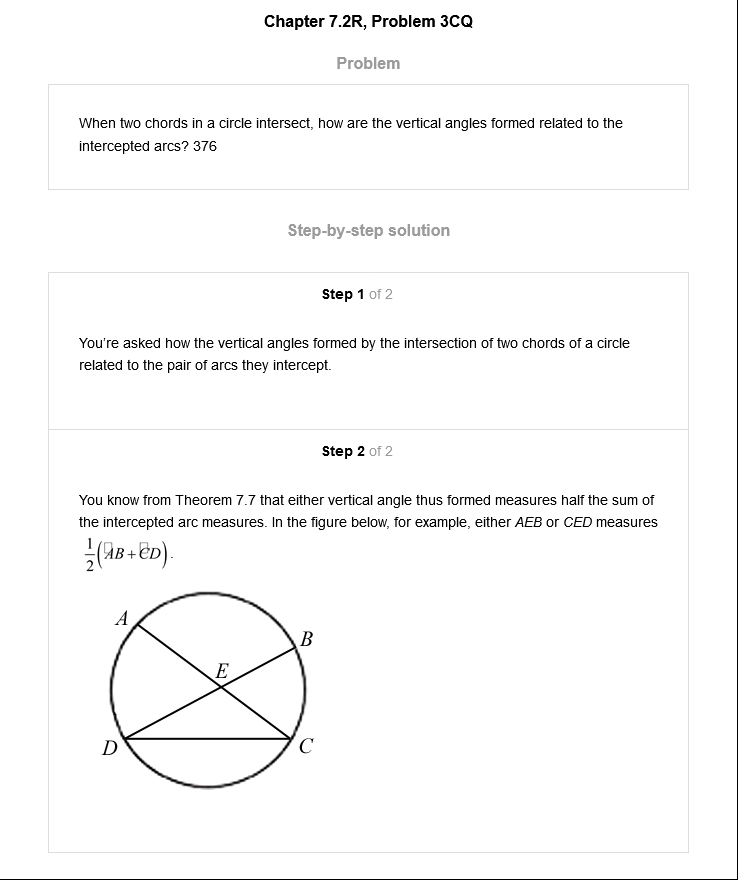 Chapter 7.2R, Problem 3CQ
Problem
When two chords in a circle intersect, how are the vertical angles formed related to the
intercepted arcs? 376
Step-by-step solution
Step 1 of 2
You're asked how the vertical angles formed by the intersection of two chords of a circle
related to the pair of arcs they intercept.
Step 2 of 2
You know from Theorem 7.7 that either vertical angle thus formed measures half the sum of
the intercepted arc measures. In the figure below, for example, either AEB or CED measures
1/2(AB + CD).
A
B
E
D
C